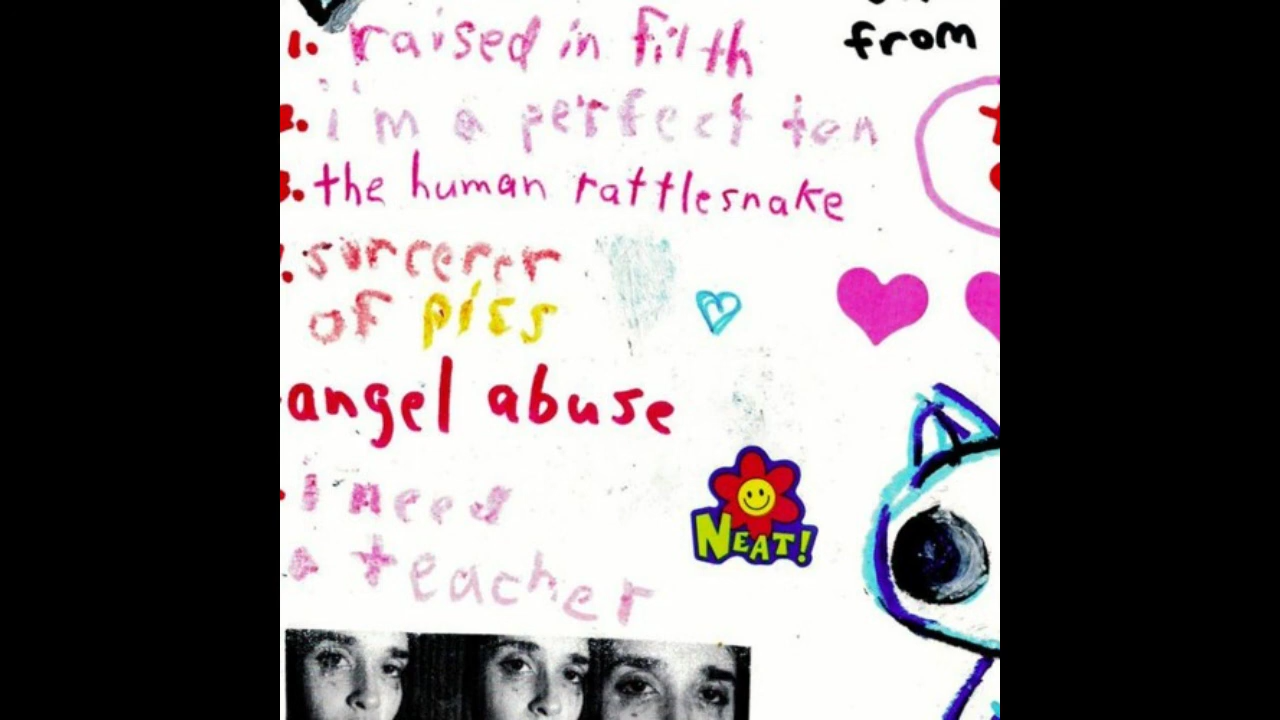 from
1. raised in filth
2. i'm a perfect ten
3. the human rattlesnake
sorcerer
of piss
angel abuse
i need
a teacher
NEAT!